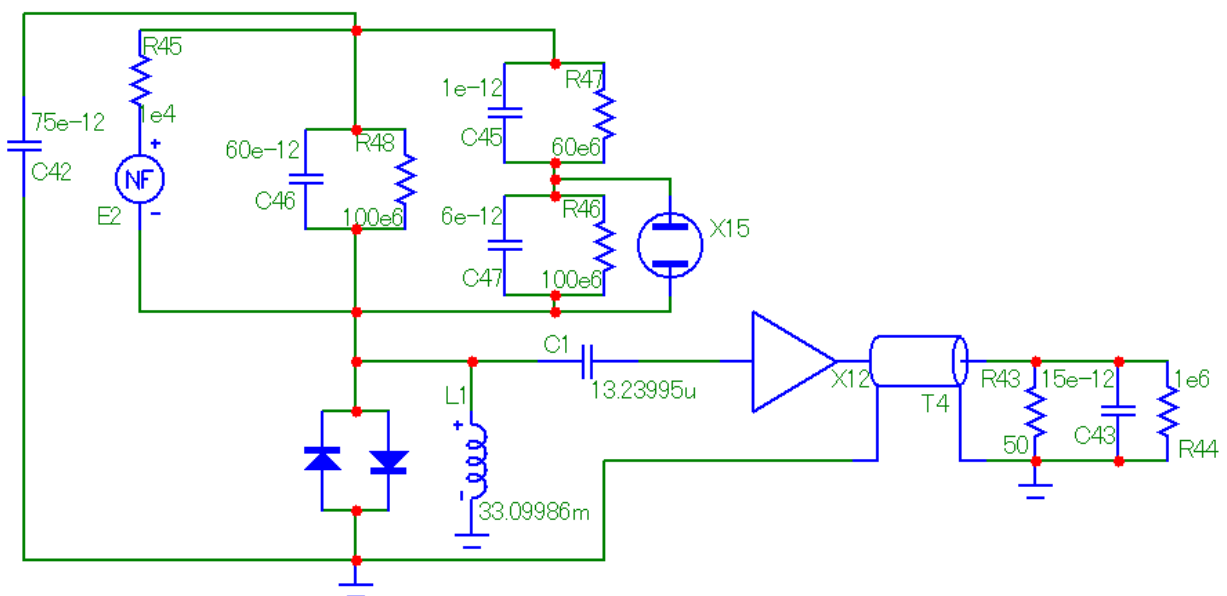 R45
1e4
+
NF
-
E2
75e-12
C42
60e-12
R48
C46
100e6
1e-12
R47
C45
60e6
6e-12
R46
C47
100e6
X15
C1
13.23995u
X12
T4
L1
+
-
33.09986m
R43
50
15e-12
C43
1e6
R44